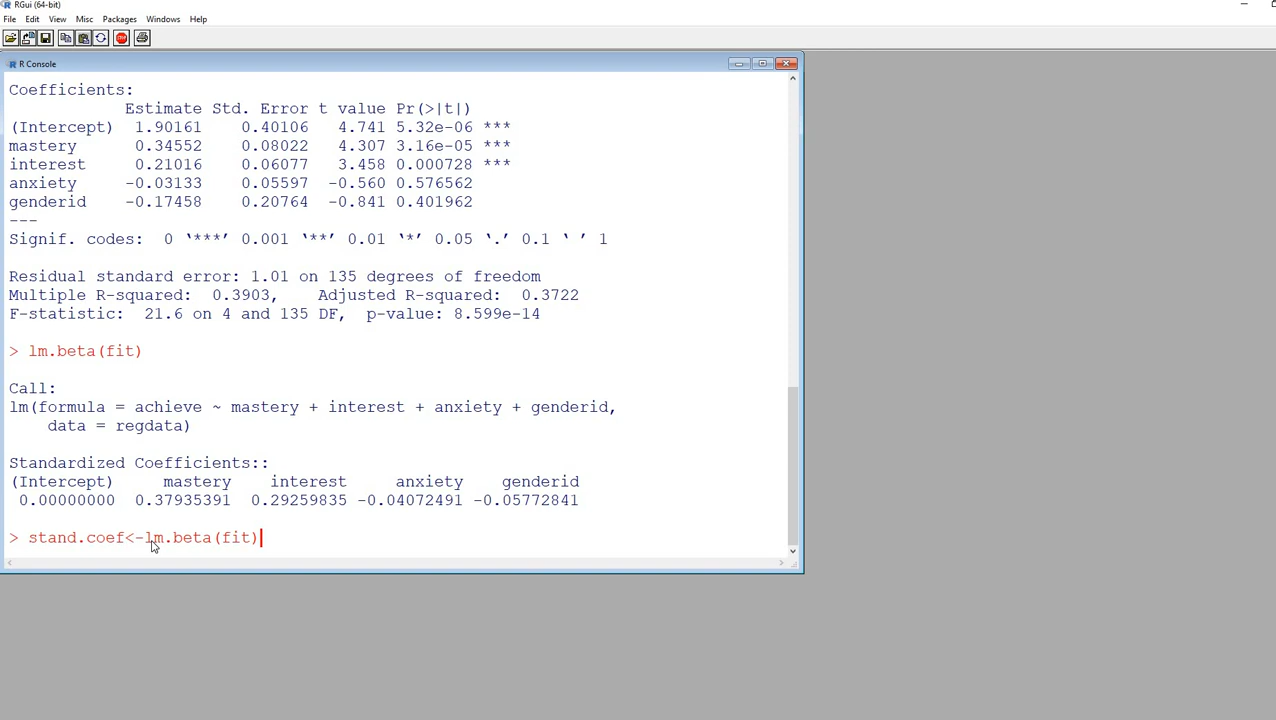 RGui (64-bit)
File Edit View Misc Packages Windows Help
STOP
R Console
Coefficients:
            Estimate Std. Error t value Pr(>|t|)
(Intercept)  1.90161    0.40106   4.741 5.32e-06 ***
mastery      0.34552    0.08022   4.307 3.16e-05 ***
interest     0.21016    0.06077   3.458 0.000728 ***
anxiety     -0.03133    0.05597  -0.560 0.576562
genderid    -0.17458    0.20764  -0.841 0.401962
---
Signif. codes:  0 ‘***’ 0.001 ‘**’ 0.01 ‘*’ 0.05 ‘.’ 0.1 ‘ ’ 1
Residual standard error: 1.01 on 135 degrees of freedom
Multiple R-squared:  0.3903,    Adjusted R-squared:  0.3722
F-statistic:  21.6 on 4 and 135 DF,  p-value: 8.599e-14
> lm.beta(fit)
Call:
lm(formula = achieve ~ mastery + interest + anxiety + genderid,
    data = regdata)
Standardized Coefficients::
(Intercept)     mastery    interest     anxiety    genderid
 0.00000000  0.37935391  0.29259835 -0.04072491 -0.05772841
> stand.coef<-lm.beta(fit)